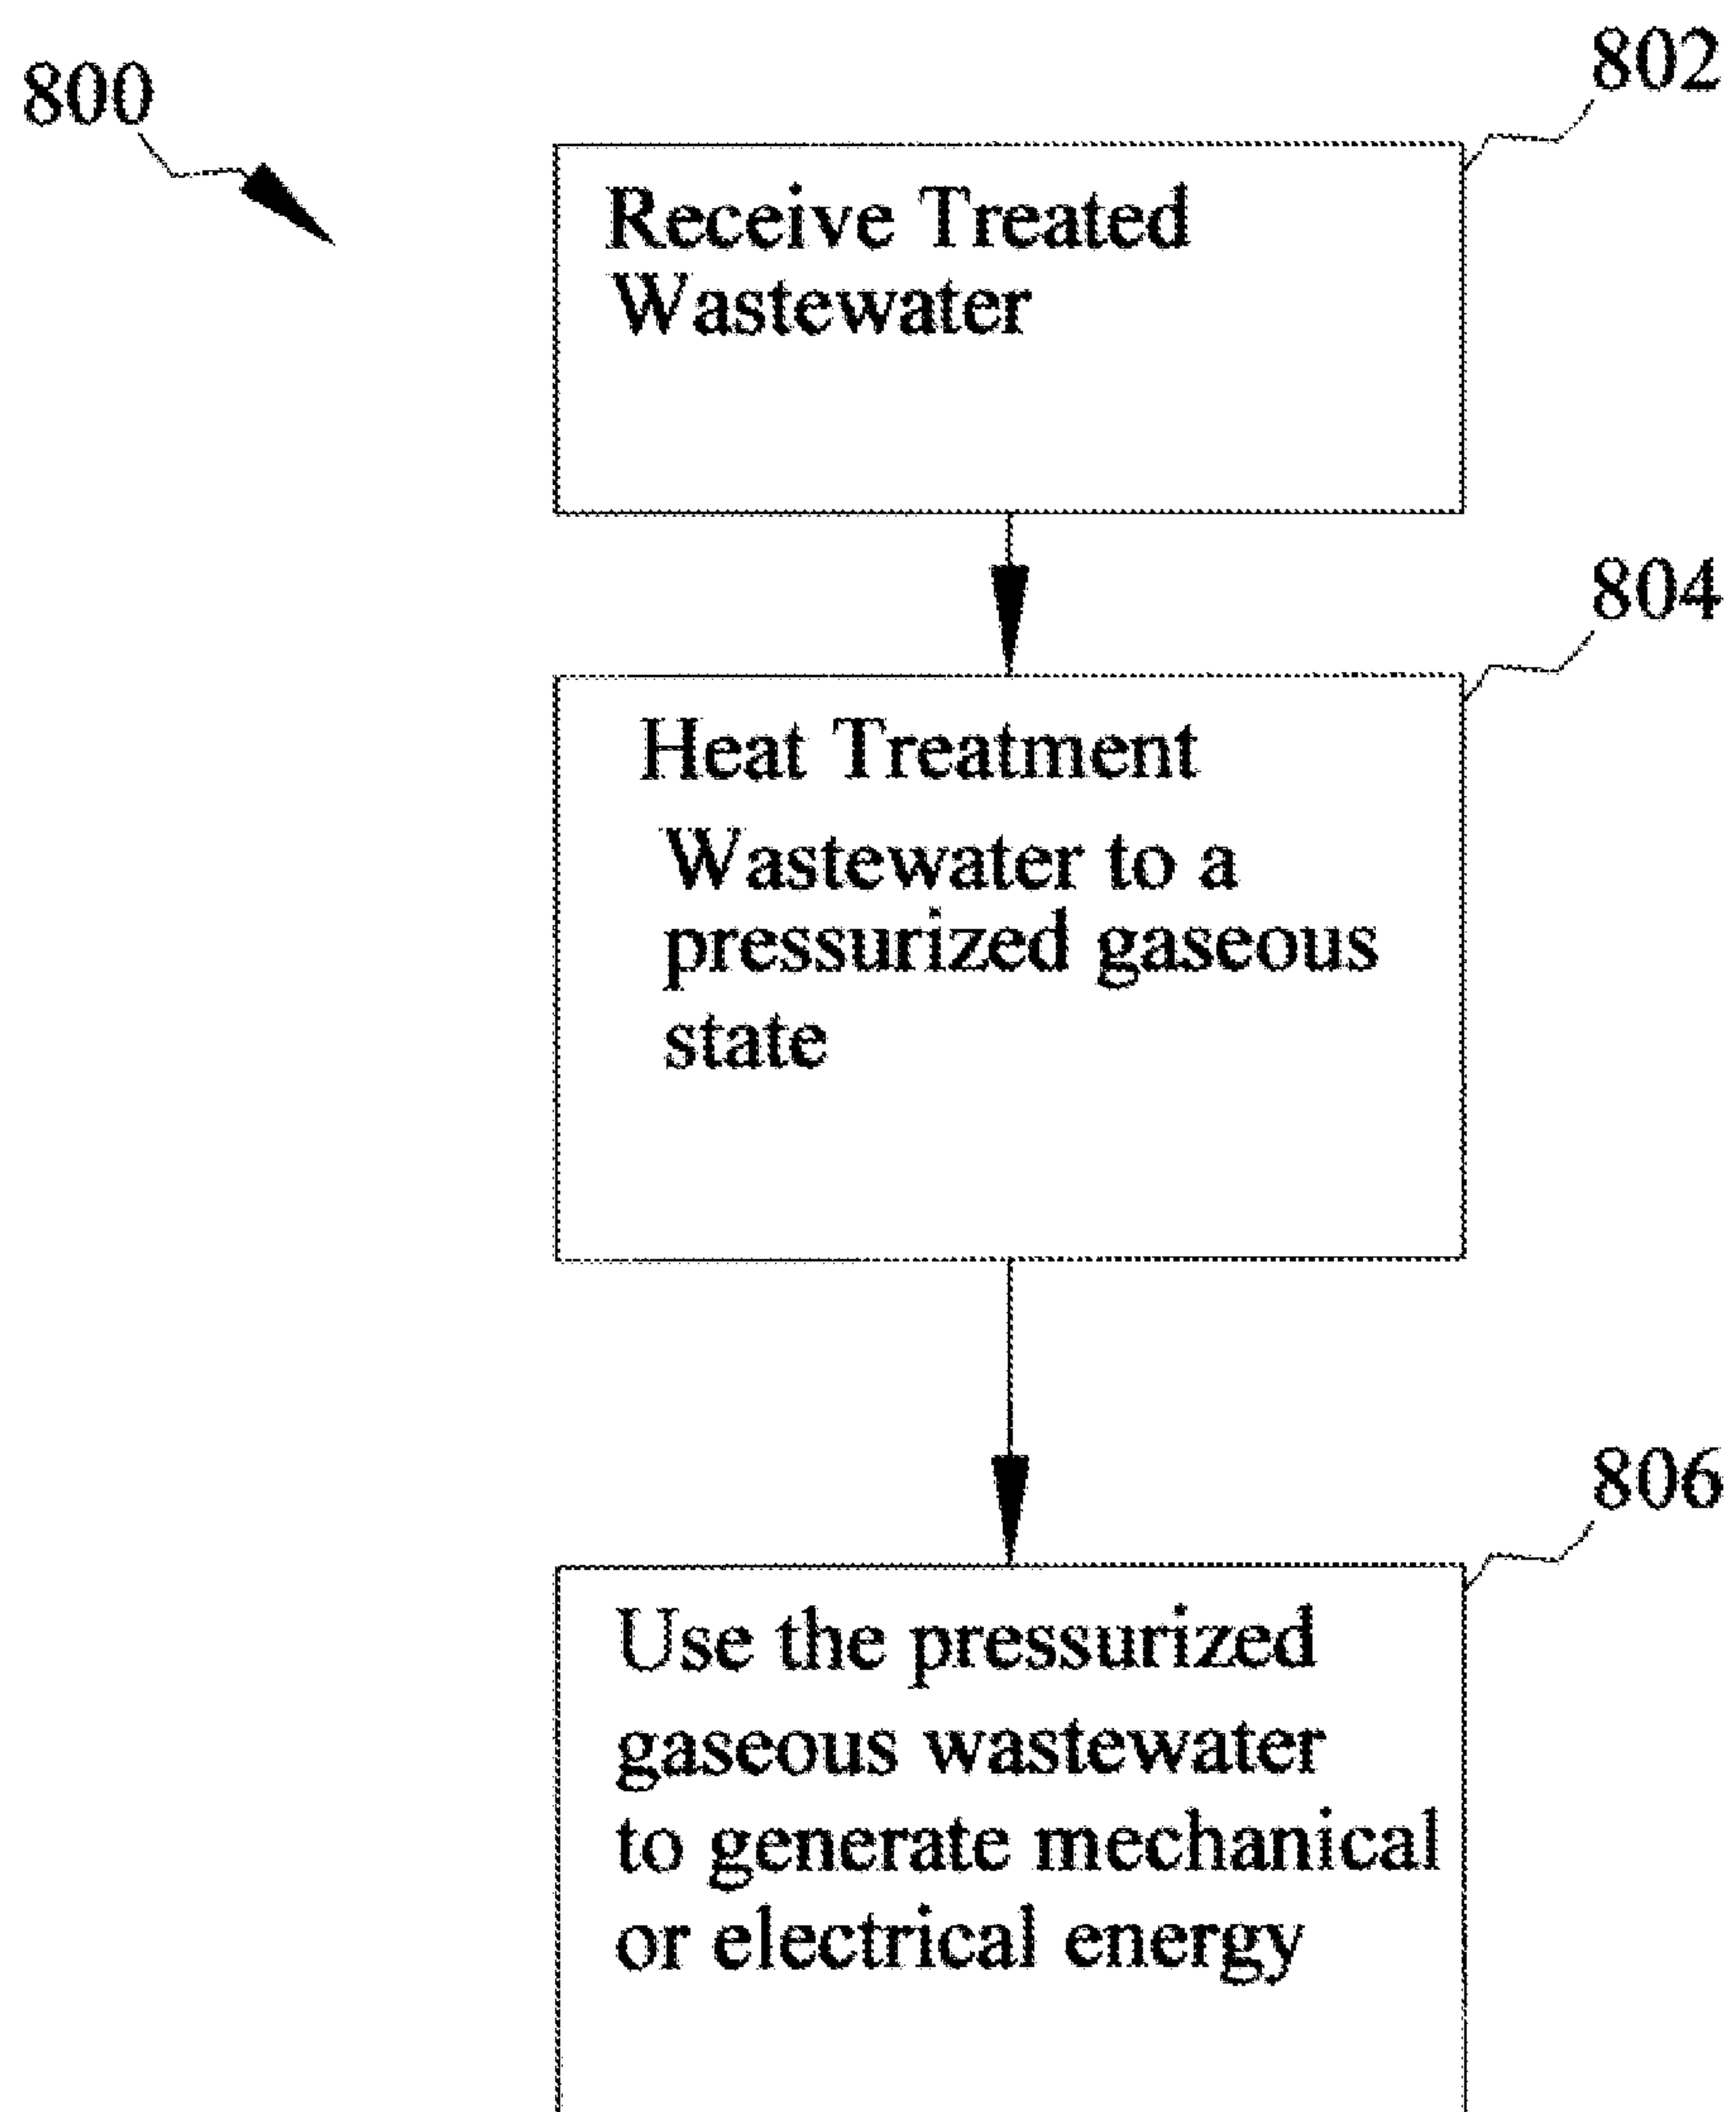 800
802
Receive Treated
Wastewater
804
Heat Treatment
Wastewater to a
pressurized gaseous
state
806
Use the pressurized
gaseous wastewater
to generate mechanical
or electrical energy